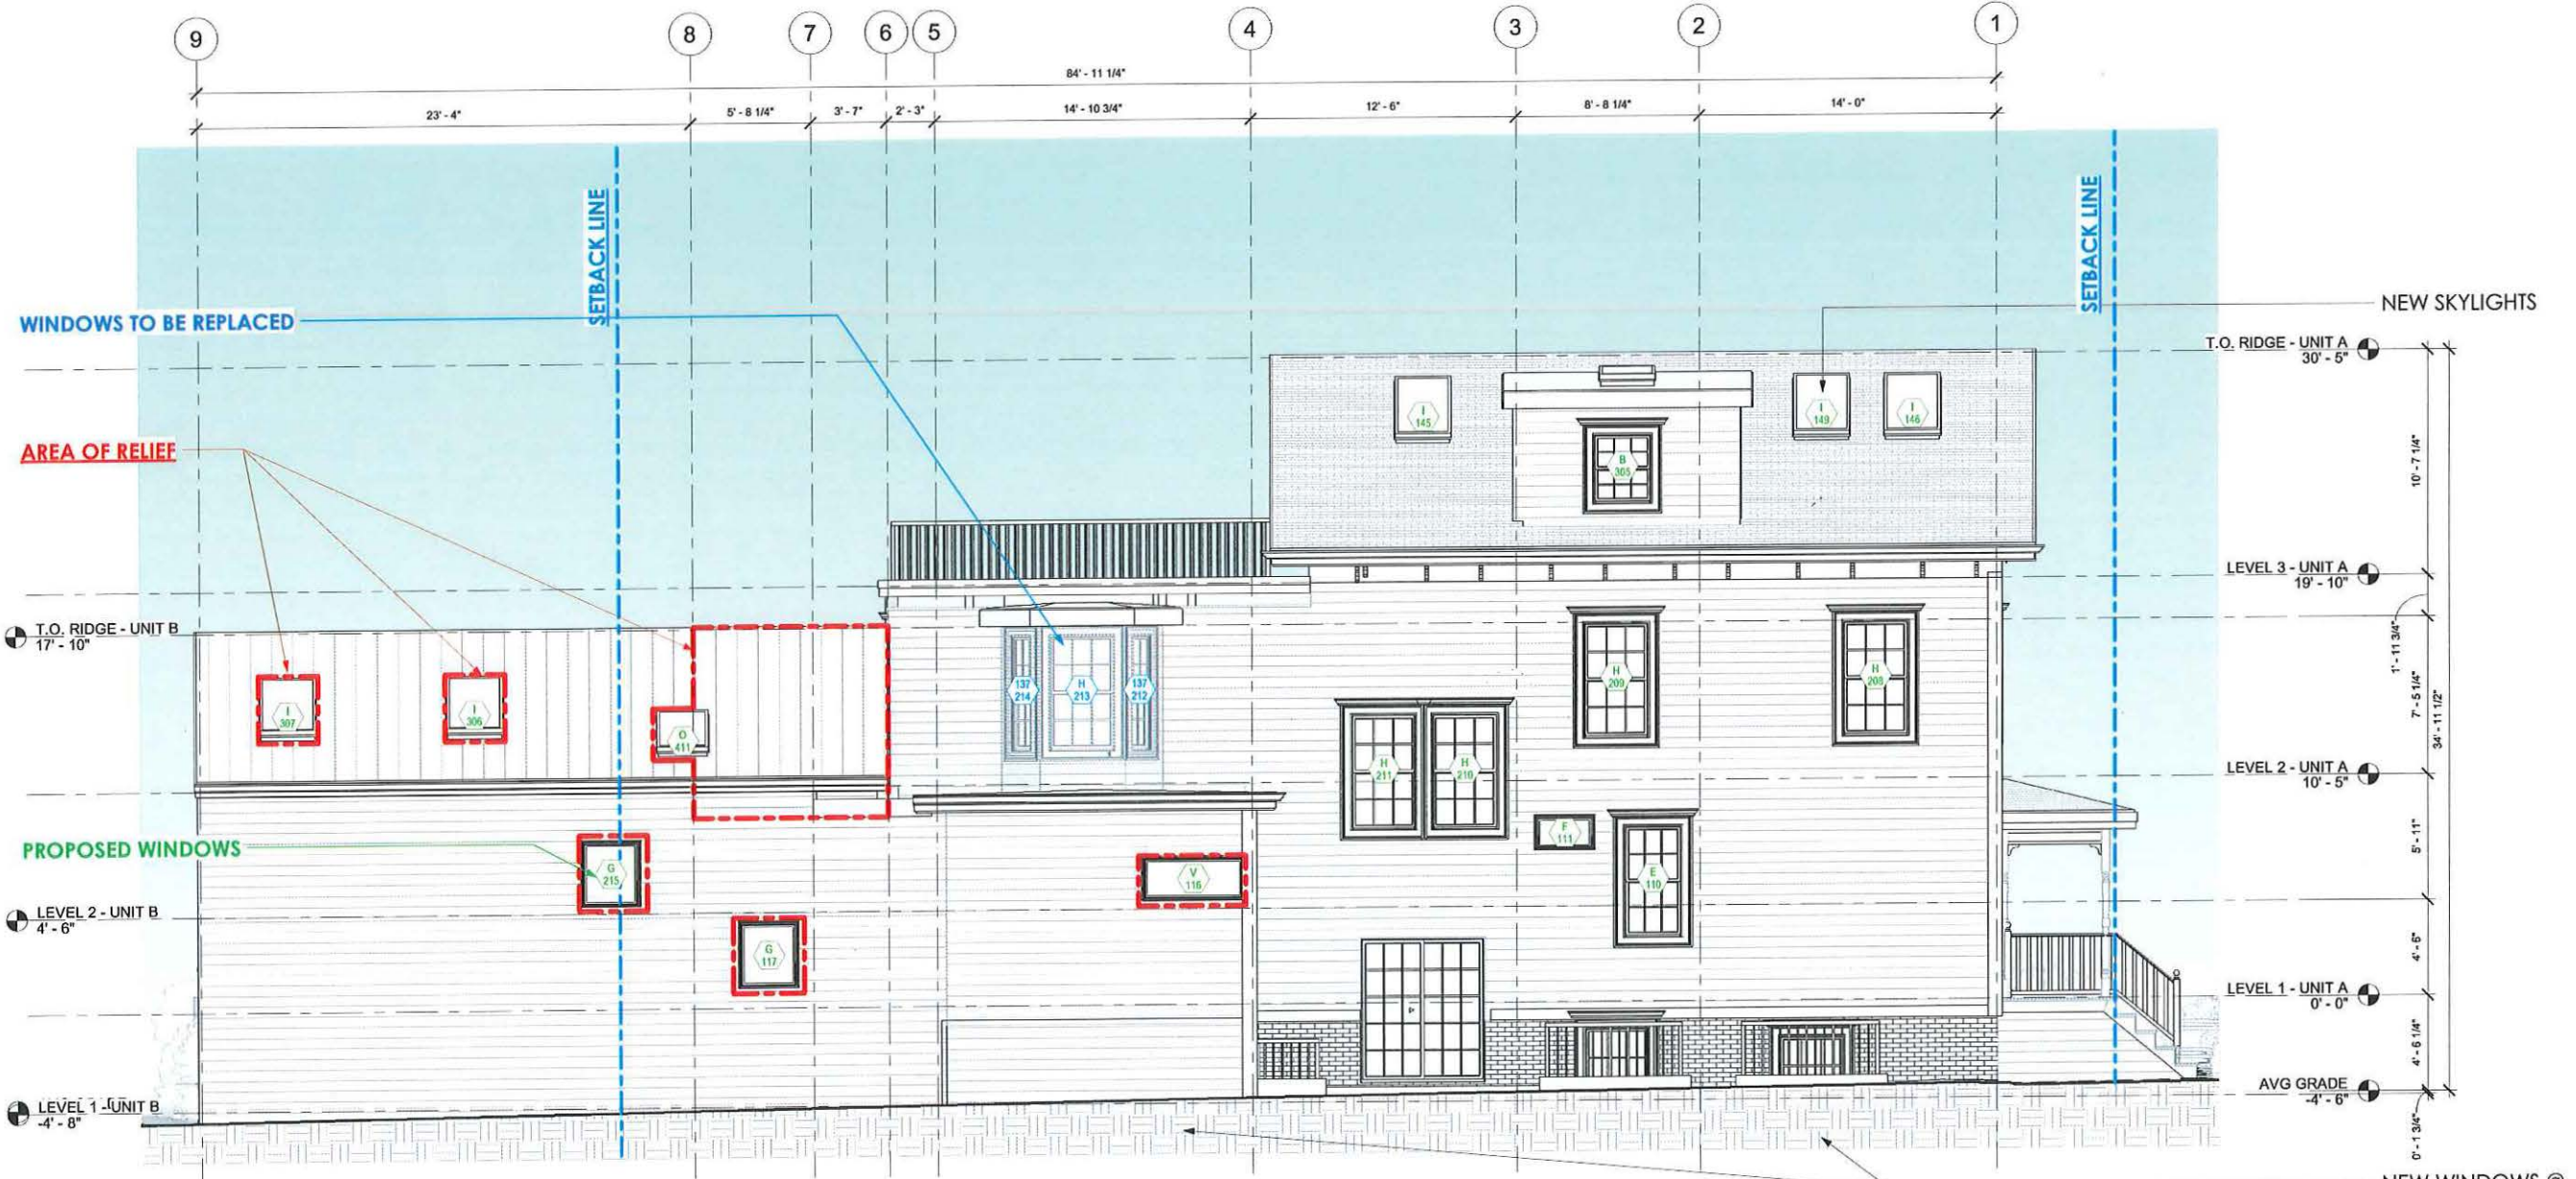 9
8
7
6
5
4
3
2
1
84' - 11 1/4"
23' - 4"
5' - 8 1/4"
3' - 7"
2' - 3"
14' - 10 3/4"
12' - 6"
8' - 8 1/4"
14' - 0"
SETBACK LINE
SETBACK LINE
WINDOWS TO BE REPLACED
NEW SKYLIGHTS
T.O. RIDGE - UNIT A
30' - 5"
I
145
I
149
I
146
B
305
AREA OF RELIEF
10' - 7 1/4"
LEVEL 3 - UNIT A
19' - 10"
T.O. RIDGE - UNIT B
17' - 10"
1' - 11 3/4"
137
214
H
213
137
212
H
209
H
208
I
307
I
306
O
411
7' - 5 1/4"
34' - 11 1/2"
H
211
H
210
LEVEL 2 - UNIT A
10' - 5"
F
111
PROPOSED WINDOWS
G
215
V
116
E
110
5' - 11"
LEVEL 2 - UNIT B
4' - 6"
G
117
4' - 6"
LEVEL 1 - UNIT A
0' - 0"
4' - 6 1/4"
AVG GRADE
-4' - 6"
LEVEL 1 - UNIT B
-4' - 8"
0' - 1 3/4"
NEW WINDOWS @